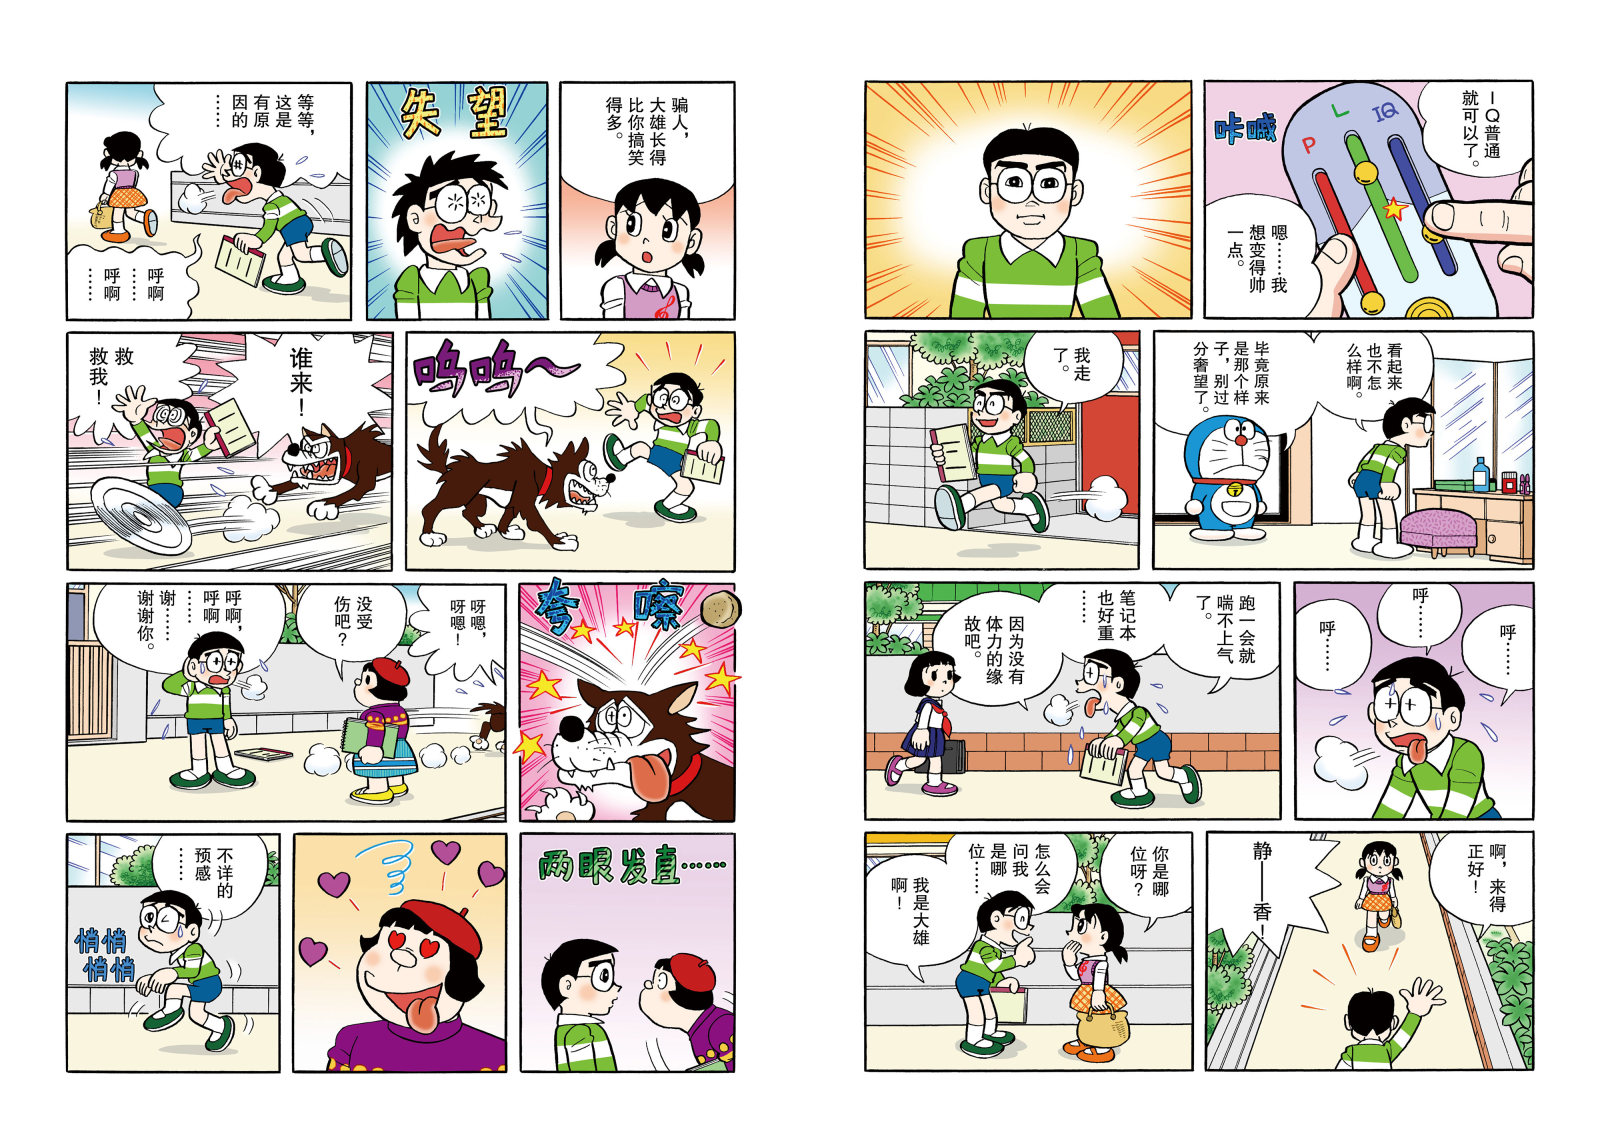 IQ普通
就可以了。
P
L
IQ
咔嘁
嗯……我
想变得帅
一点。
看起来
也不怎
么样啊。
毕竟原来
是那个样
子，别过
分奢望了。
我走
了。
呼……
呼……
呼……
跑一会就
喘不上气
了。
笔记本
也好重
……
因为没有
体力的缘
故吧。
啊，来得
正好！
静——香！
你是哪
位呀？
怎么会
问我
是哪
位……
我是大雄
啊！
骗人，
大雄长得
比你搞笑
得多。
失望
等等，
这是
有原
因的
……
呼啊
……
呼啊
……
呜呜～
谁来！
救
救我！
夸嚓
呀嗯，
呀嗯！
没受
伤吧？
呼啊，
呼啊
……
谢……
谢谢你。
两眼发直……
不详的
预感
……
悄悄
悄悄